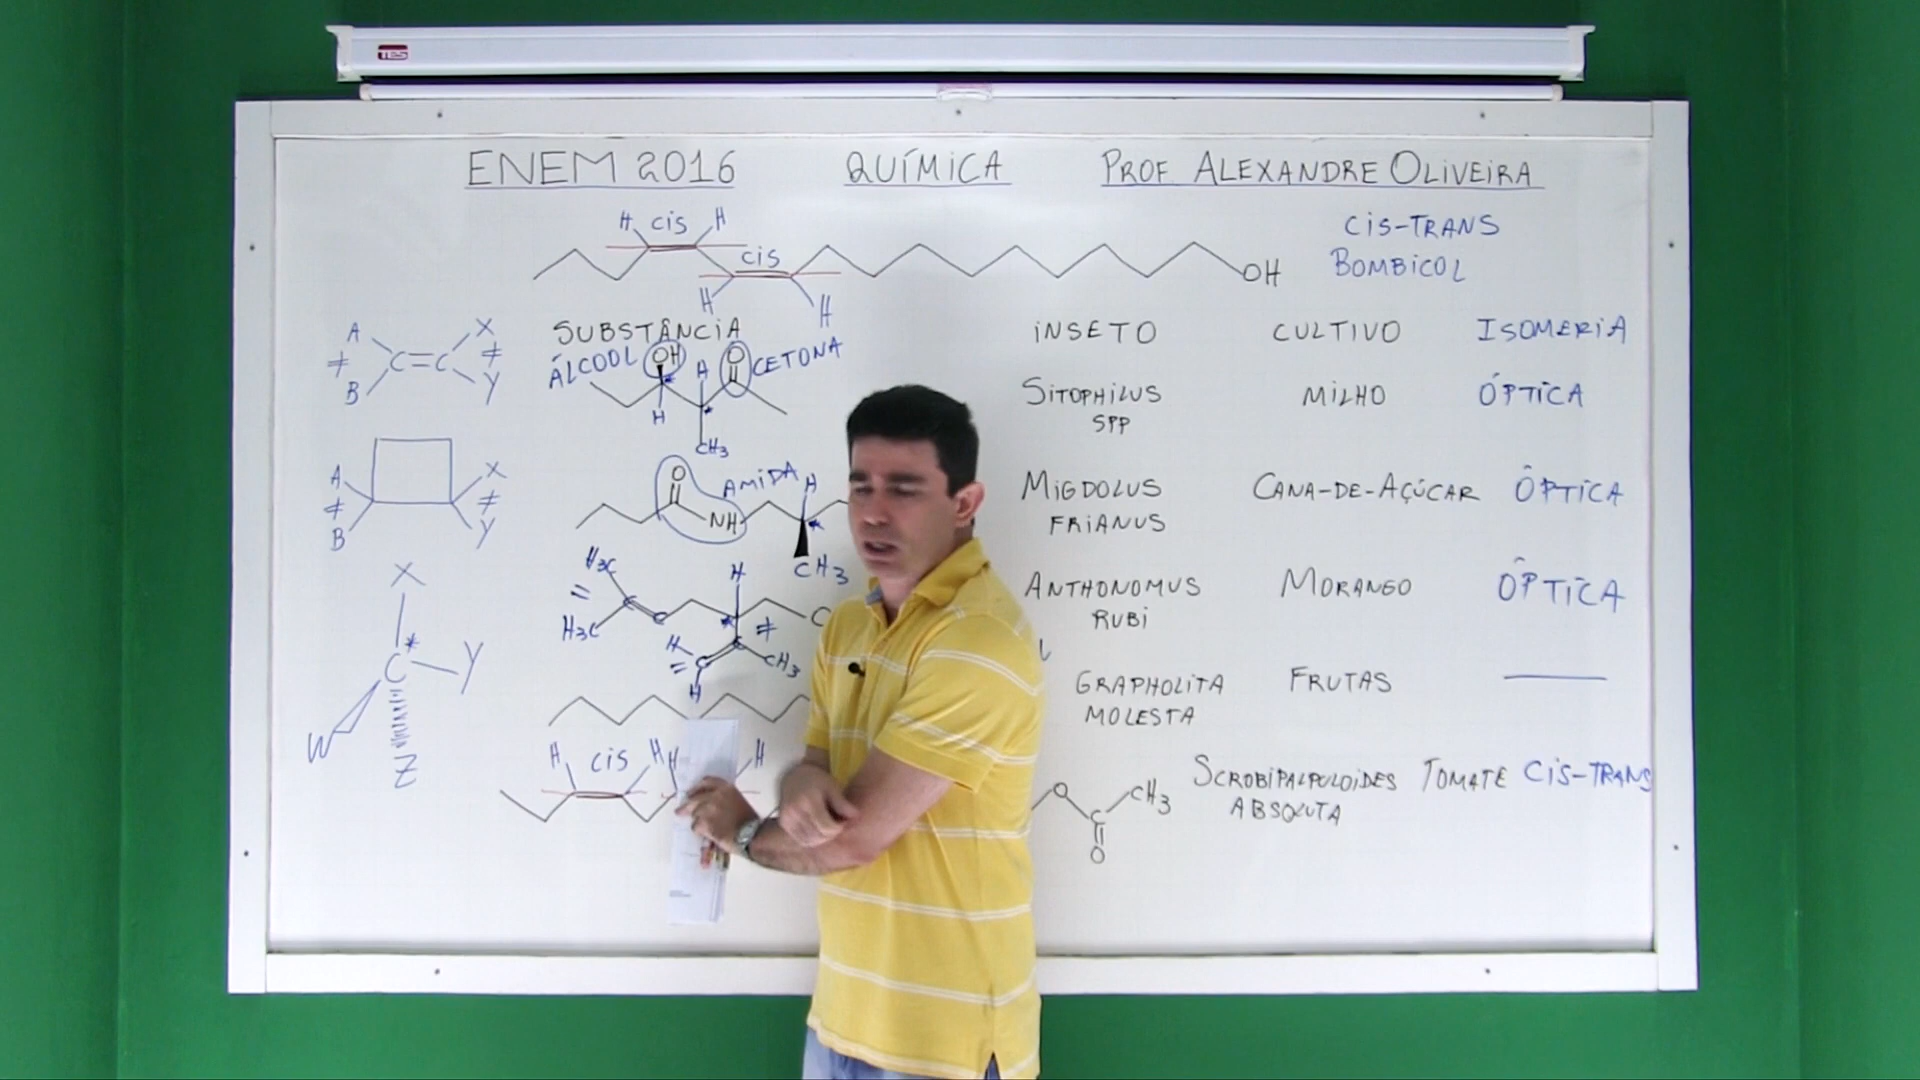 TES
ENEM 2016 QUÍMICA PROF. ALEXANDRE OLIVEIRA
H cis H
cis
H H
OH
Cis-TRANS
BOMBICOL
SUBSTÂNCIA iNSETO CULTIVO ISOMERiA
ÁLCOOL OH H O CETONA
H
CH3
SiTOPHiLUS MiLHO ÓPTiCA
SPP
A X
≠ C=C ≠
B Y
O AMiDA H
NH
CH3
MiGDOLUS CANA-DE-AÇÚCAR ÓPTiCA
FRiANUS
A X
≠ ≠
B Y
H3C H
=
H3C * C
H ≠
= C CH3
H
ANTHONOMUS MORANGO ÓPTiCA
RUBi
X
C * Y
W
Z
GRAPHOLiTA FRUTAS
MOLESTA
H cis H H H
O CH3
C
O
SCROBiPALPULOiDES TOMATE Cis-TRANS
ABSOLUTA